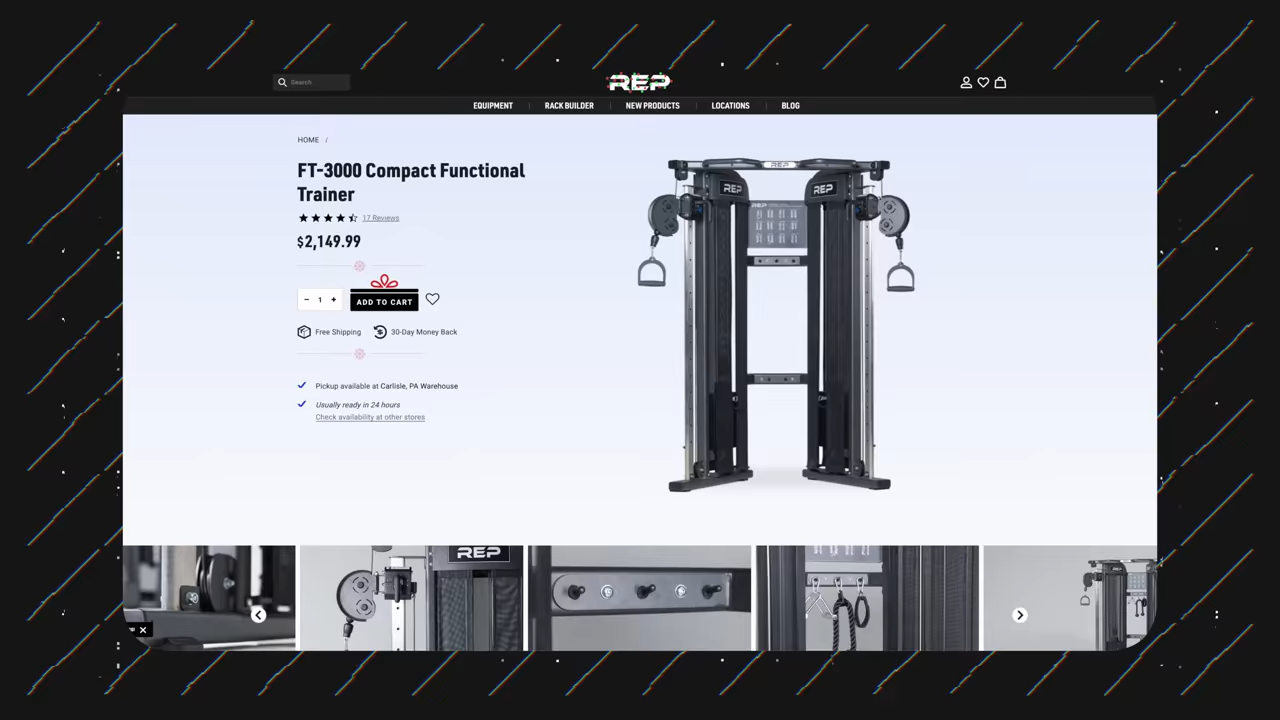 Search
REP
EQUIPMENT
RACK BUILDER
NEW PRODUCTS
LOCATIONS
BLOG
HOME /
FT-3000 Compact Functional
Trainer
17 Reviews
$2,149.99
− 1 +
ADD TO CART
Free Shipping
30-Day Money Back
Pickup available at Carlisle, PA Warehouse
Usually ready in 24 hours
Check availability at other stores
REP
REP
REP
REP
REP